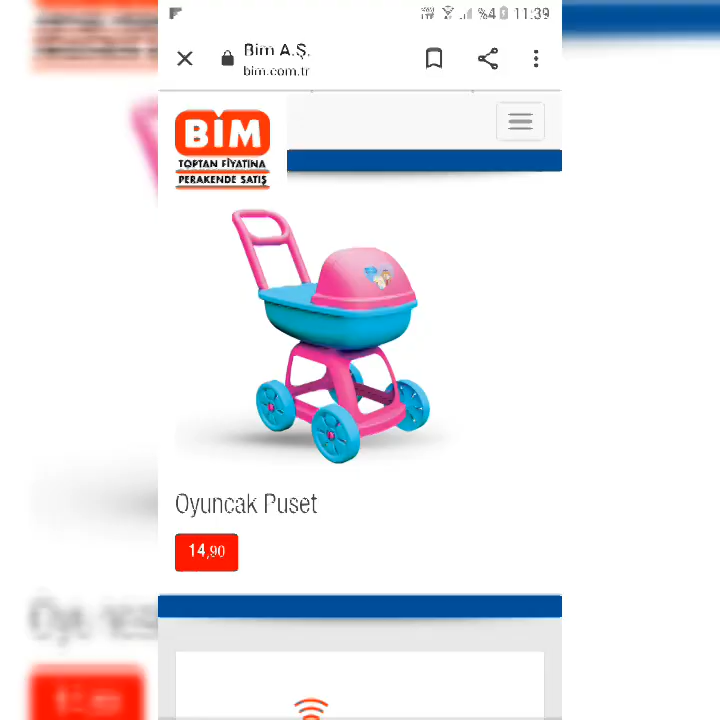 %4 11:39
Bim A.Ş.
bim.com.tr
BİM
TOPTAN FİYATINA
PERAKENDE SATIŞ
Oyuncak Puset
14,90